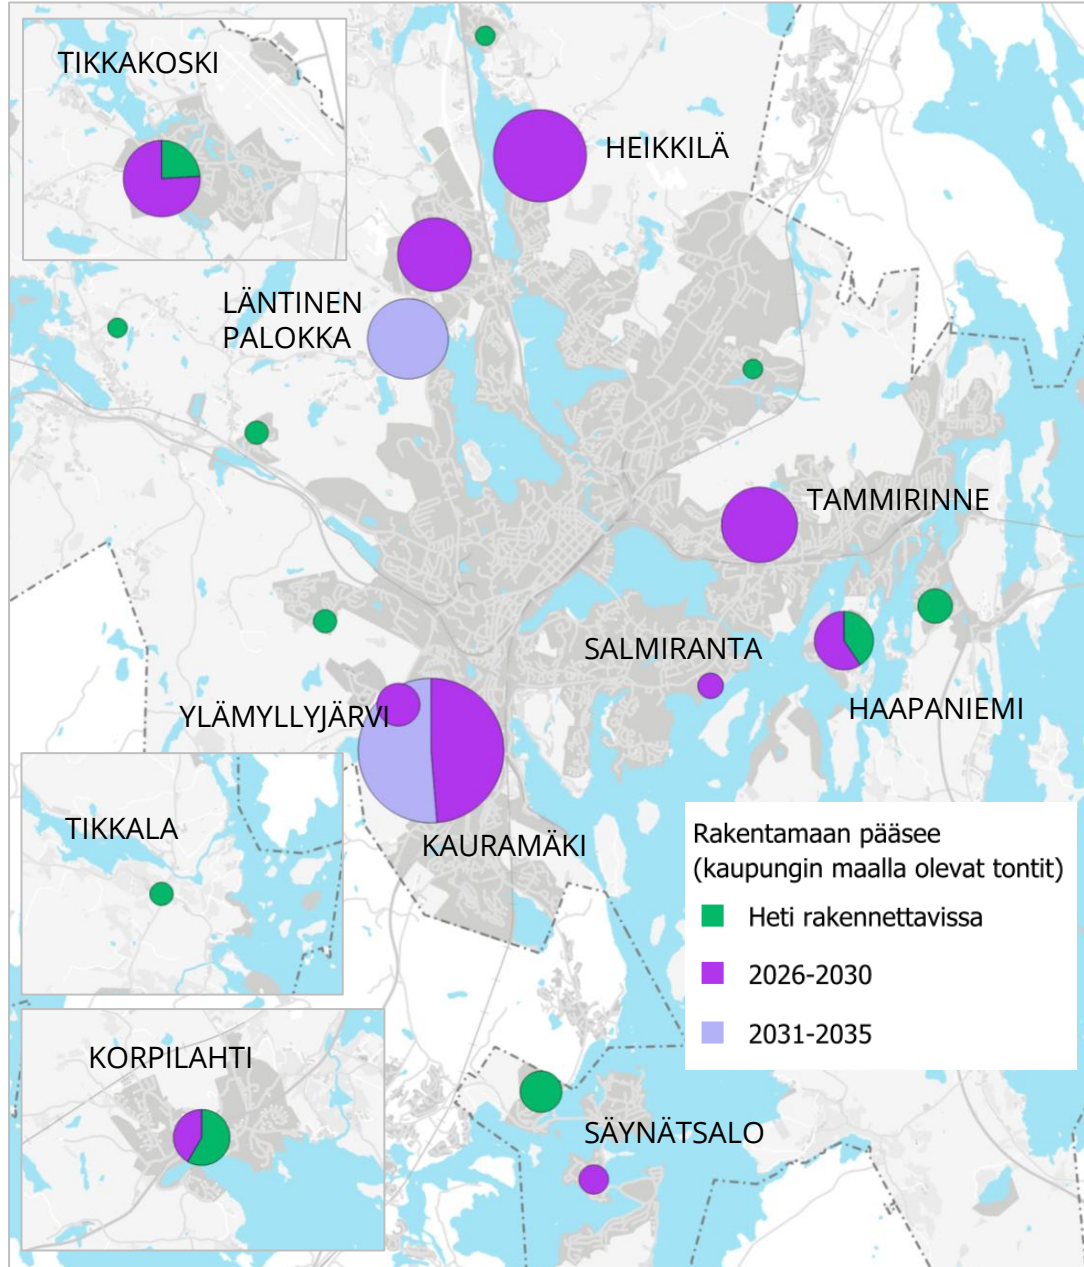 TIKKAKOSKI
HEIKKILÄ
LÄNTINEN
PALOKKA
TAMMIRINNE
SALMIRANTA
HAAPANIEMI
YLÄMYLLYJÄRVI
TIKKALA
KAURAMÄKI
Rakentamaan pääsee
(kaupungin maalla olevat tontit)
Heti rakennettavissa
2026-2030
2031-2035
KORPILAHTI
SÄYNÄTSALO